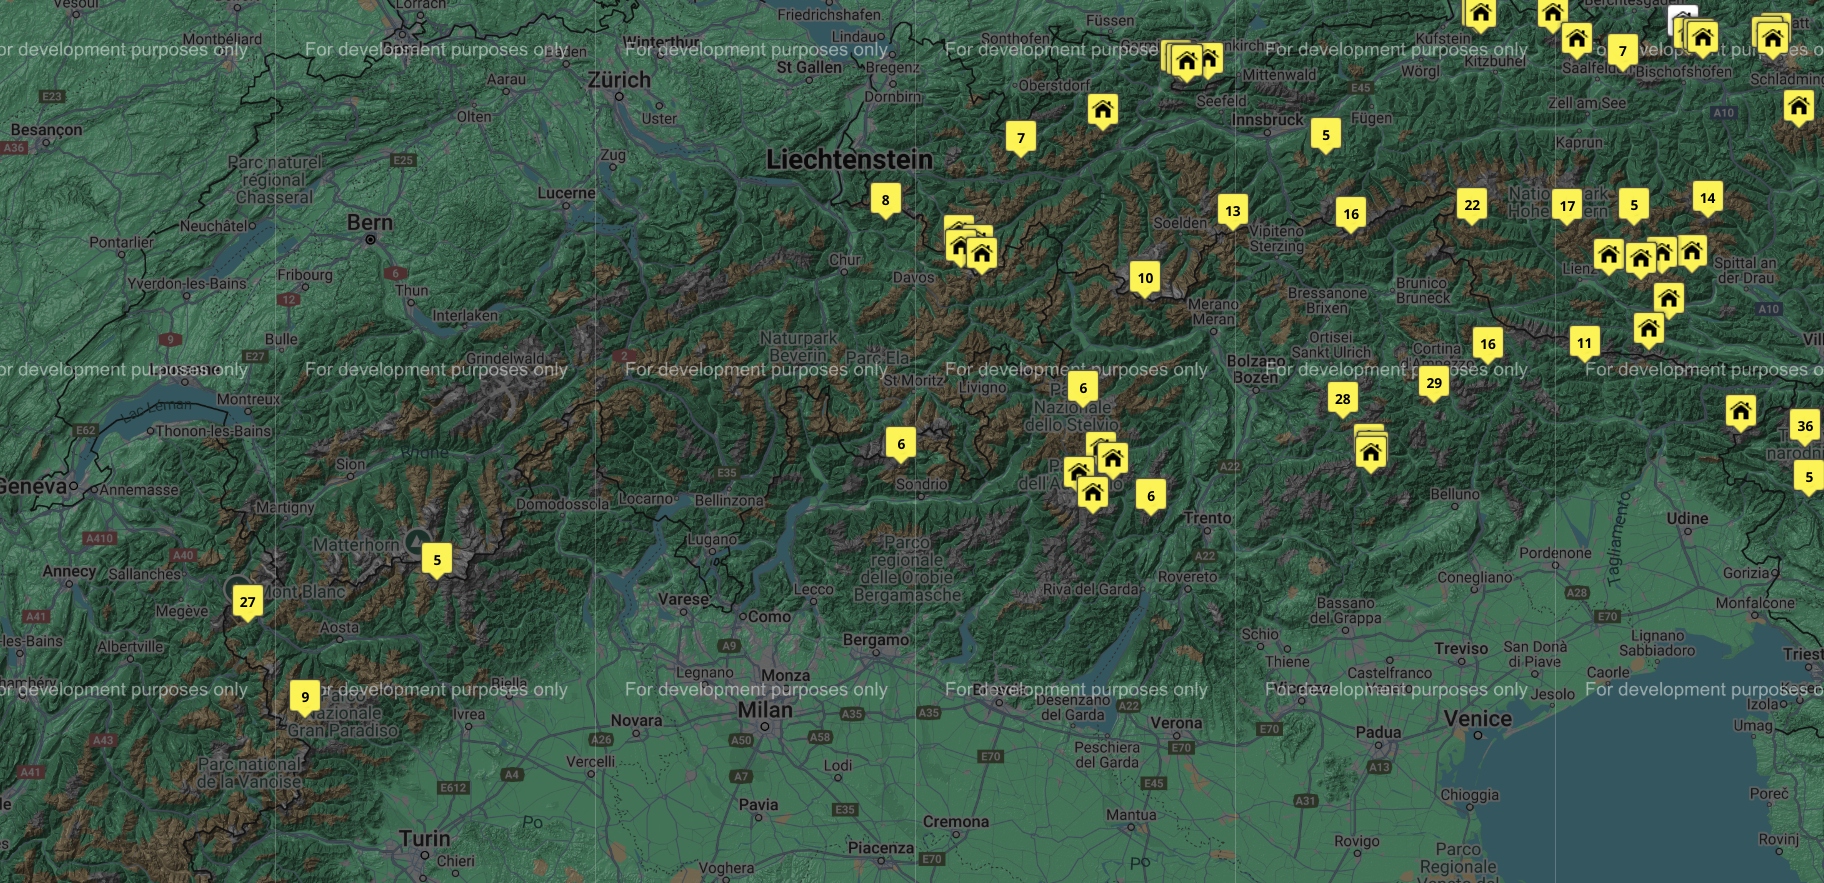 Vesoul
Lörrach
Friedrichshafen
Füssen
Berchtesgaden
Montbéliard
Winterthur
Lindau
Sonthofen
Kufstein
or development purposes only
For development purposes only
For development purposes only
For development purposes
For development purposes only
purposes o
Kitzbühel
Saalfelden
7
Bischofshofen
St Gallen
Bregenz
Mittenwald
Wörgl
Schladming
Zürich
Aarau
Oberstdorf
E45
E23
Dornbirn
Seefeld
Zell am See
A10
Olten
Uster
Innsbruck
Fügen
Besançon
A36
7
5
Kaprun
Parc naturel
régional
Chasseral
E25
Zug
Liechtenstein
Lucerne
8
Soelden
13
16
22
17
5
14
Neuchâtel
Bern
Vipiteno
Sterzing
Pontarlier
Chur
Davos
10
Lienz
Spittal an
der Drau
Yverdon-les-Bains
Fribourg
6
Thun
12
Interlaken
Bressanone
Brixen
Brunico
Bruneck
Merano
Meran
A10
9
Bulle
E27
Grindelwald
2
Naturpark
Beverin
Parc Ela
Ortisei
Sankt Ulrich
Cortina
16
11
or development purposes only
For development purposes only
For development purposes only
For development purposes only
For development purposes only
For development purposes o
Bolzano
Bozen
St Moritz
Livigno
6
Nazionale
dello Stelvio
28
29
Montreux
Lac Léman
E62
Thonon-les-Bains
Rhône
6
36
Sion
E35
A22
5
Geneva
Annemasse
Martigny
Domodossola
Locarno
Bellinzona
Sondrio
6
Belluno
Trento
Udine
A410
A40
Matterhorn
5
Lugano
Parco
regionale
delle Orobie
Bergamasche
A22
Tagliamento
Pordenone
Annecy
Sallanches
Mont Blanc
27
Megève
A41
Varese
Como
Lecco
Riva del Garda
Rovereto
Conegliano
Gorizia
A28
E70
Monfalcone
Bassano
del Grappa
-les-Bains
Albertville
Aosta
A9
Bergamo
Schio
Thiene
Treviso
San Donà
di Piave
Lignano
Sabbiadoro
Castelfranco
Caorle
Legnano
Monza
or development purposes only
For development purposes only
For development purposes only
For development purposes only
For development purposes only
For development purposes o
9
Nazionale
Gran Paradiso
Biella
Ivrea
Novara
Milan
A35
A35
Desenzano
del Garda
A22
Verona
E70
Jesolo
Venice
Izola
Umag
A43
A26
A50
A58
E70
Peschiera
del Garda
E70
Padua
A13
A41
Parc national
de la Vanoise
E612
A4
Vercelli
A7
Lodi
E45
A31
Chioggia
Poreč
Po
Pavia
E35
Cremona
Mantua
Turin
Chieri
Voghera
Piacenza
E70
Po
Rovigo
Parco
Regionale
Rovinj